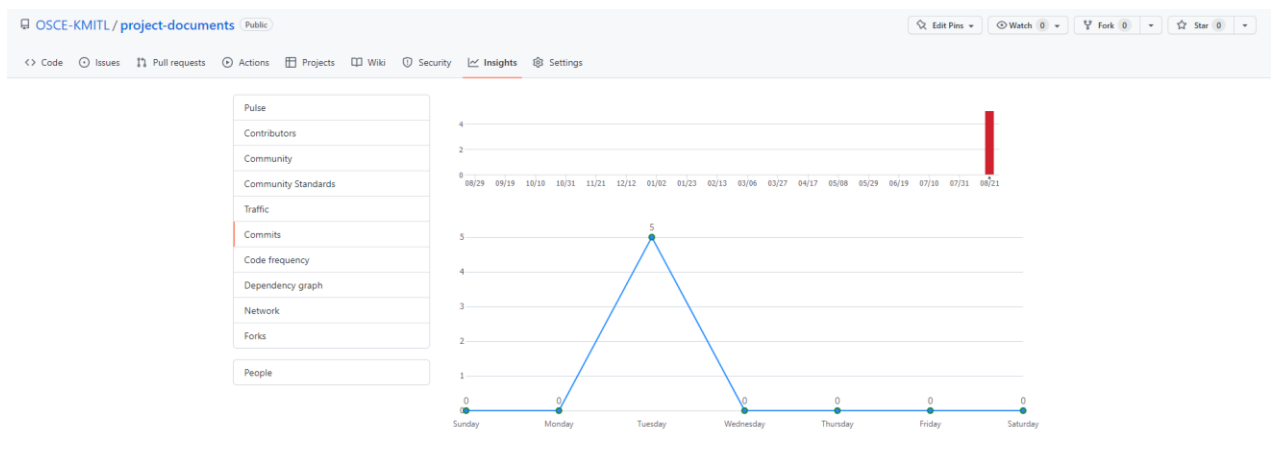 OSCE-KMITL / project-documents Public Edit Pins Watch 0 Fork 0 Star 0
<> Code Issues Pull requests Actions Projects Wiki Security Insights Settings
Pulse
Contributors
Community
Community Standards
Traffic
Commits
Code frequency
Dependency graph
Network
Forks
People
4
2
0
08/29 09/19 10/10 10/31 11/21 12/12 01/02 01/23 02/13 03/06 03/27 04/17 05/08 05/29 06/19 07/10 07/31 08/21
5
5
4
3
2
1
0 0 0 0 0 0
0
Sunday Monday Tuesday Wednesday Thursday Friday Saturday